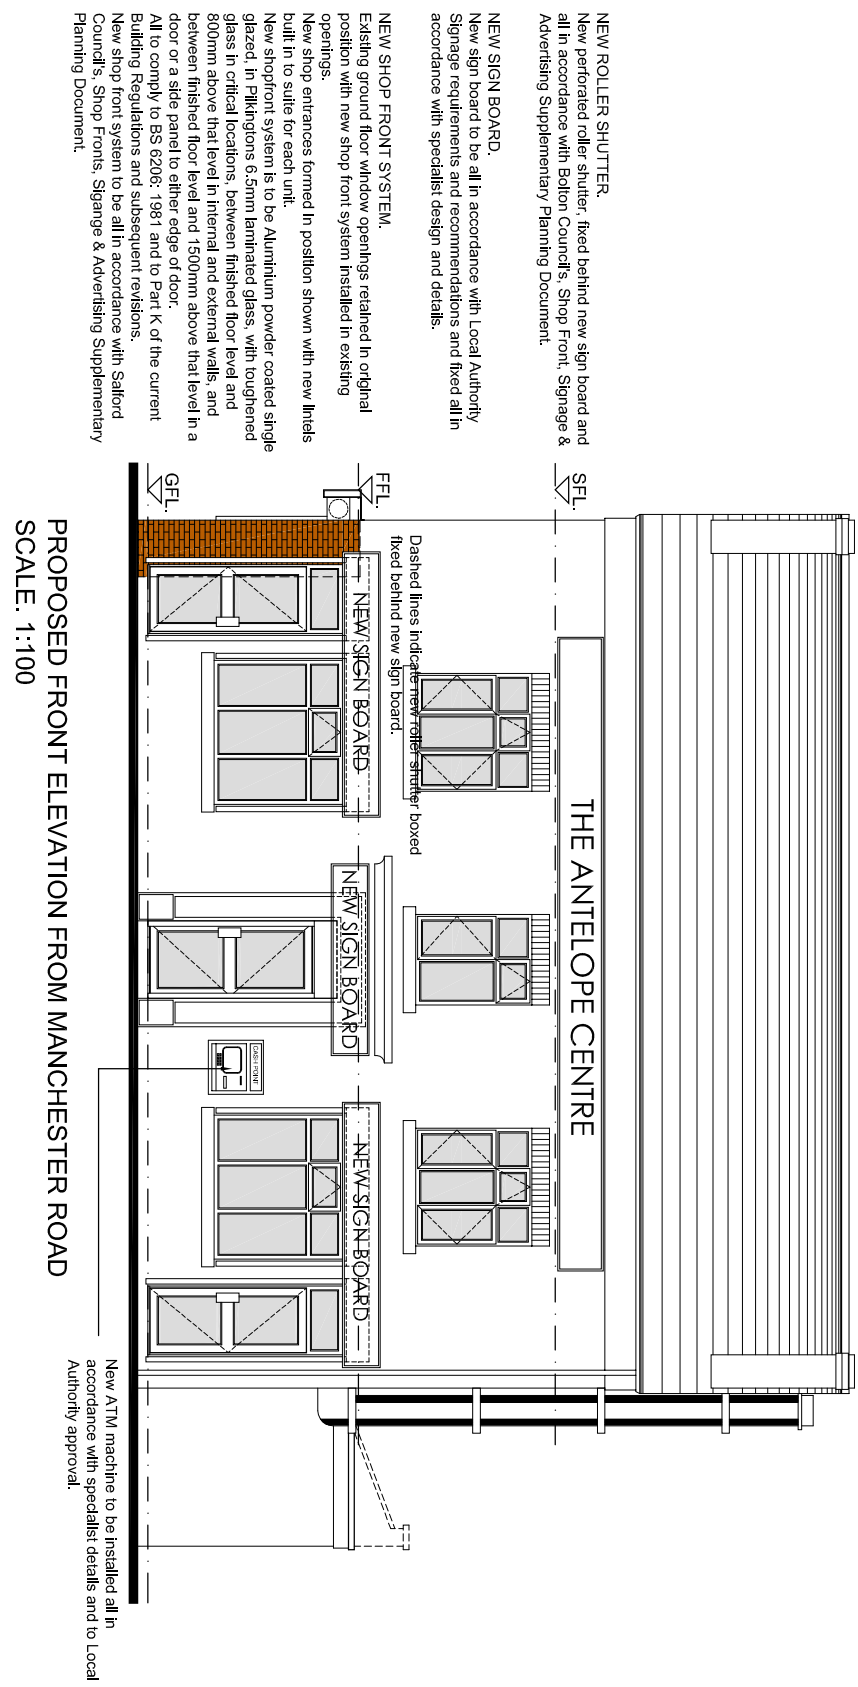 NEW ROLLER SHUTTER.
New perforated roller shutter, fixed behind new sign board and
all in accordance with Bolton Council's, Shop Front, Signage &
Advertising Supplementary Planning Document.
NEW SIGN BOARD.
New sign board to be all in accordance with Local Authority
Signage requirements and recommendations and fixed all in
accordance with specialist design and details.
NEW SHOP FRONT SYSTEM.
Existing ground floor window openings retained in original
position with new shop front system installed in existing
openings.
New shop entrances formed in position shown with new lintels
built in to suite for each unit.
New shopfront system is to be Aluminium powder coated single
glazed, in Pilkingtons 6.5mm laminated glass, with toughened
glass in critical locations, between finished floor level and
800mm above that level in internal and external walls, and
between finished floor level and 1500mm above that level in a
door or a side panel to either edge of door.
All to comply to BS 6206: 1981 and to Part K of the current
Building Regulations and subsequent revisions.
New shop front system to be all in accordance with Salford
Council's, Shop Fronts, Sigange & Advertising Supplementary
Planning Document.
SFL.
FFL.
GFL.
THE ANTELOPE CENTRE
Dashed lines indicate new roller shutter boxed
fixed behind new sign board.
NEW SIGN BOARD
NEW SIGN BOARD
NEW SIGN BOARD
CASH POINT
New ATM machine to be installed all in
accordance with specialist details and to Local
Authority approval.
PROPOSED FRONT ELEVATION FROM MANCHESTER ROAD
SCALE. 1:100